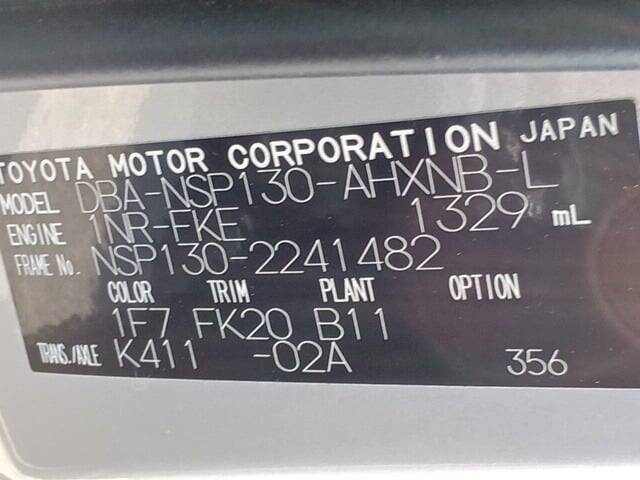 TOYOTA MOTOR CORPORATION JAPAN
MODEL DBA-NSP130-AHXNB-L
ENGINE 1NR-FKE 1329 mL
FRAME No. NSP130-2241482
COLOR TRIM PLANT OPTION
1F7 FK20 B11
TRANS./AXLE K411 -02A 356